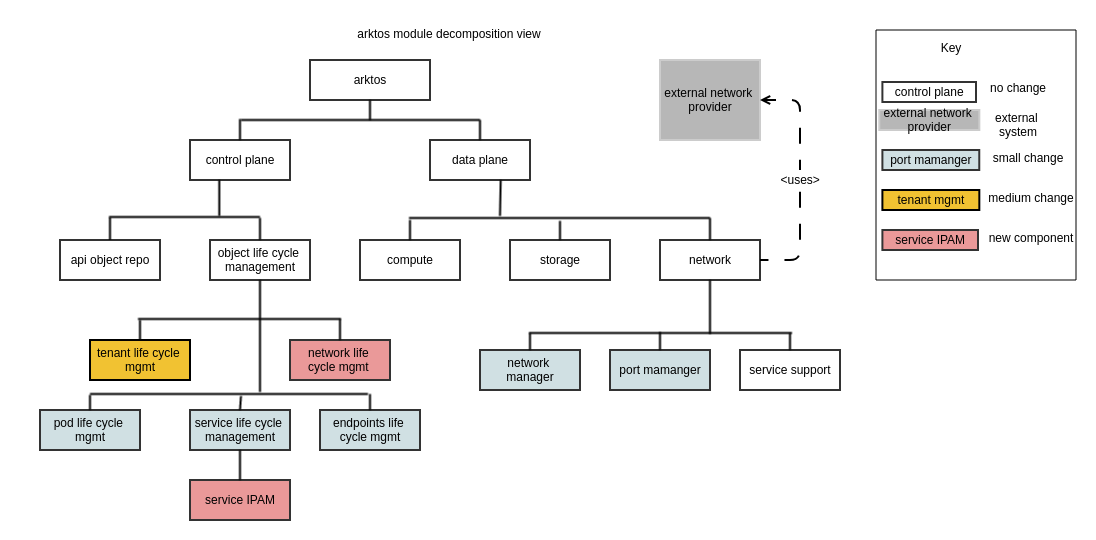 arktos module decomposition view
arktos
external network
provider
control plane
data plane
<uses>
api object repo
object life cycle
management
compute
storage
network
tenant life cycle
mgmt
network life
cycle mgmt
network
manager
port mamanger
service support
pod life cycle
mgmt
service life cycle
management
endpoints life
cycle mgmt
service IPAM
Key
control plane
no change
external network
provider
external
system
port mamanger
small change
tenant mgmt
medium change
service IPAM
new component